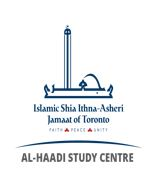 Islamic Shia Ithna-Asheri
Jamaat of Toronto
FAITH PEACE UNITY
AL-HAADI STUDY CENTRE